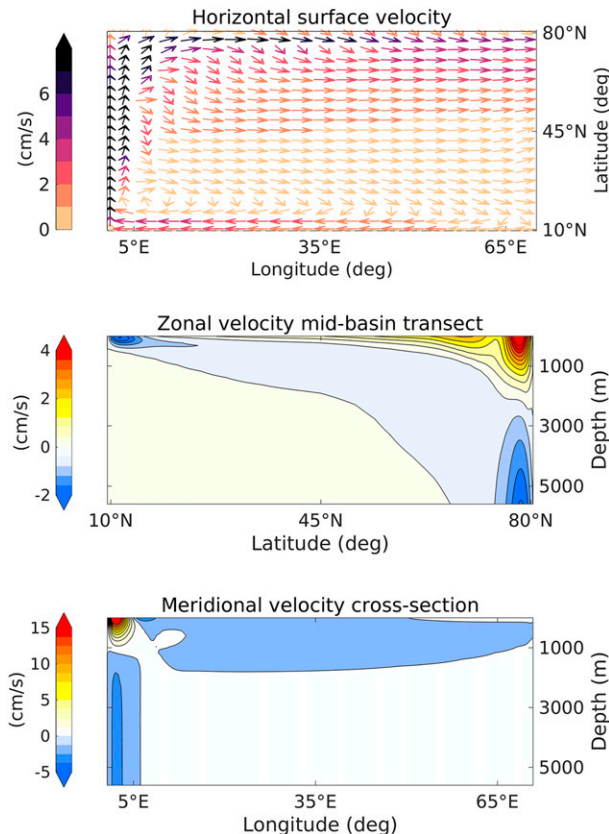 Horizontal surface velocity
80°N
6
4
2
0
(cm/s)
45°N
10°N
Latitude (deg)
5°E
35°E
65°E
Longitude (deg)
Zonal velocity mid-basin transect
4
2
0
-2
(cm/s)
1000
3000
5000
Depth (m)
10°N
45°N
80°N
Latitude (deg)
Meridional velocity cross-section
15
10
5
0
-5
(cm/s)
1000
3000
5000
Depth (m)
5°E
35°E
65°E
Longitude (deg)